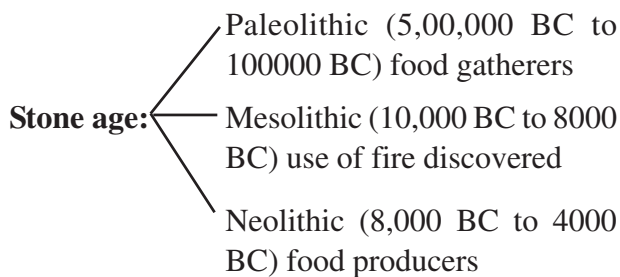 Paleolithic (5,00,000 BC to
100000 BC) food gatherers
Stone age:
Mesolithic (10,000 BC to 8000
BC) use of fire discovered
Neolithic (8,000 BC to 4000
BC) food producers